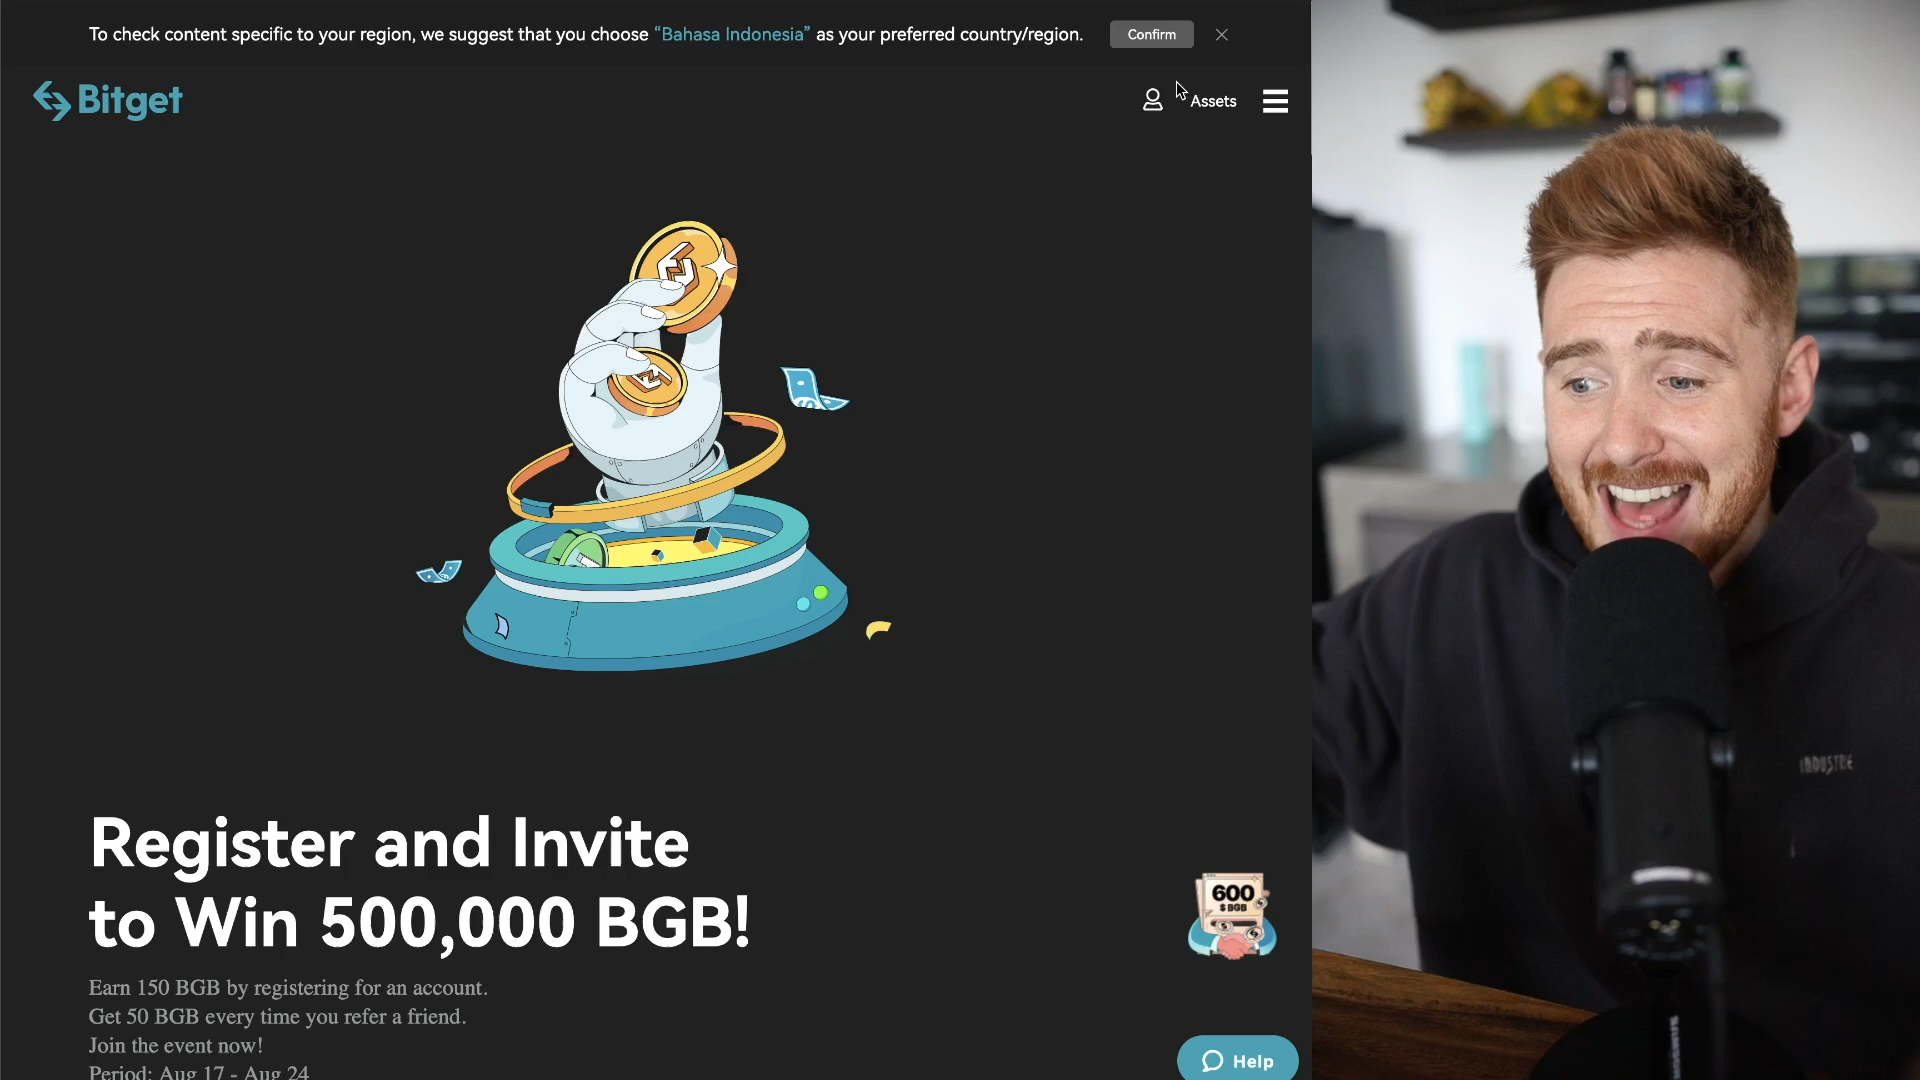 To check content specific to your region, we suggest that you choose “Bahasa Indonesia” as your preferred country/region.
Confirm
Bitget
Assets
600
$ BGB
Register and Invite
to Win 500,000 BGB!
Earn 150 BGB by registering for an account.
Get 50 BGB every time you refer a friend.
Join the event now!
Period: Aug 17 - Aug 24
Help
INDUSTRIE